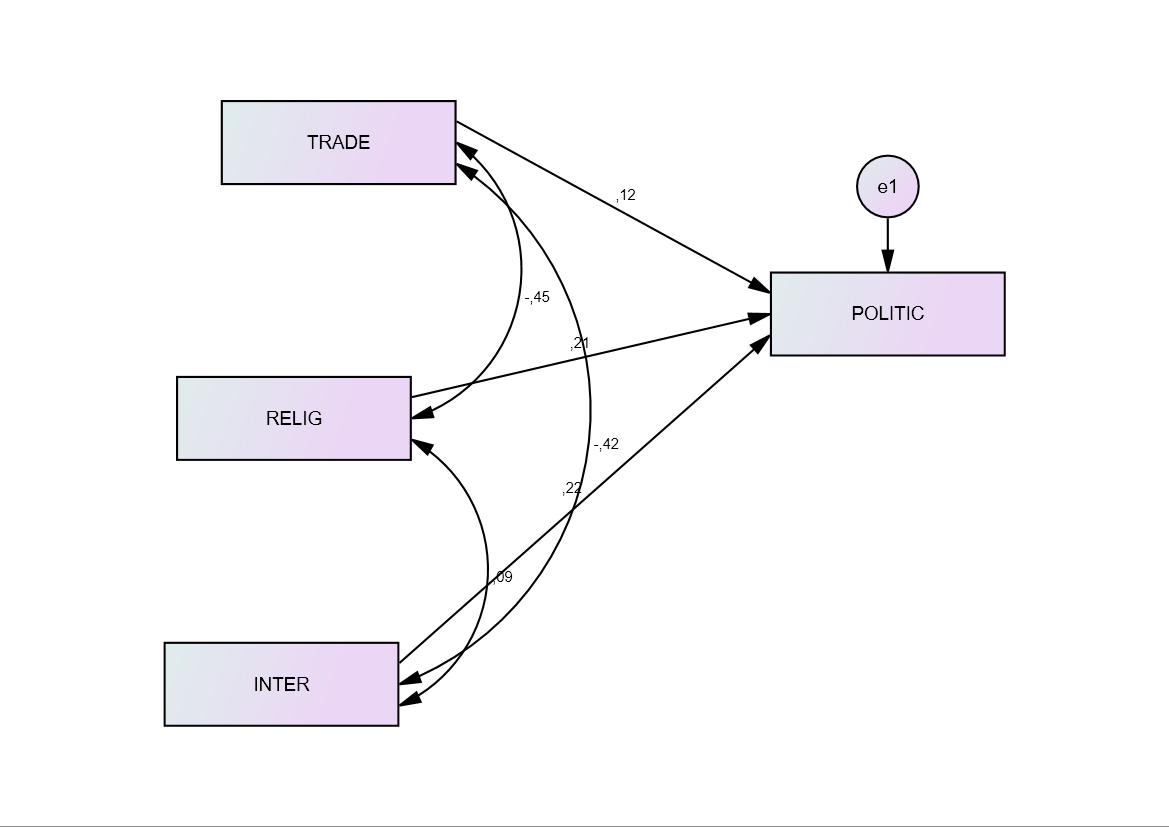 TRADE
,12
e1
-,45
POLITIC
,21
RELIG
-,42
,22
,09
INTER